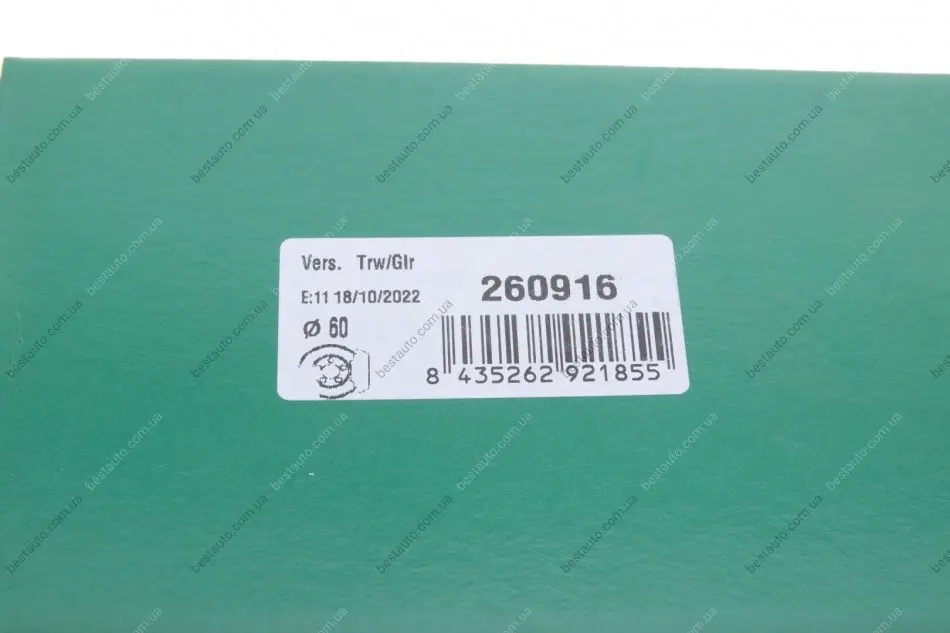 Vers. Trw/Glr
260916
E:11 18/10/2022
Ø 60
8 435262 921855
bestauto.com.ua